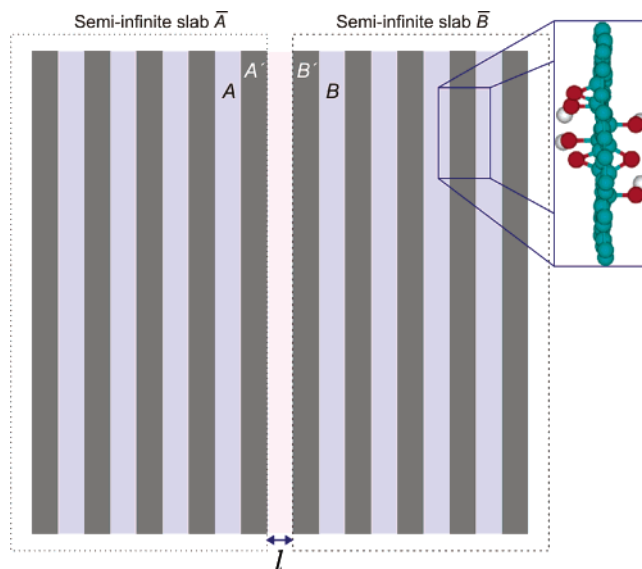 Semi-infinite slab A̅
Semi-infinite slab B̅
A´
B´
A
B
l